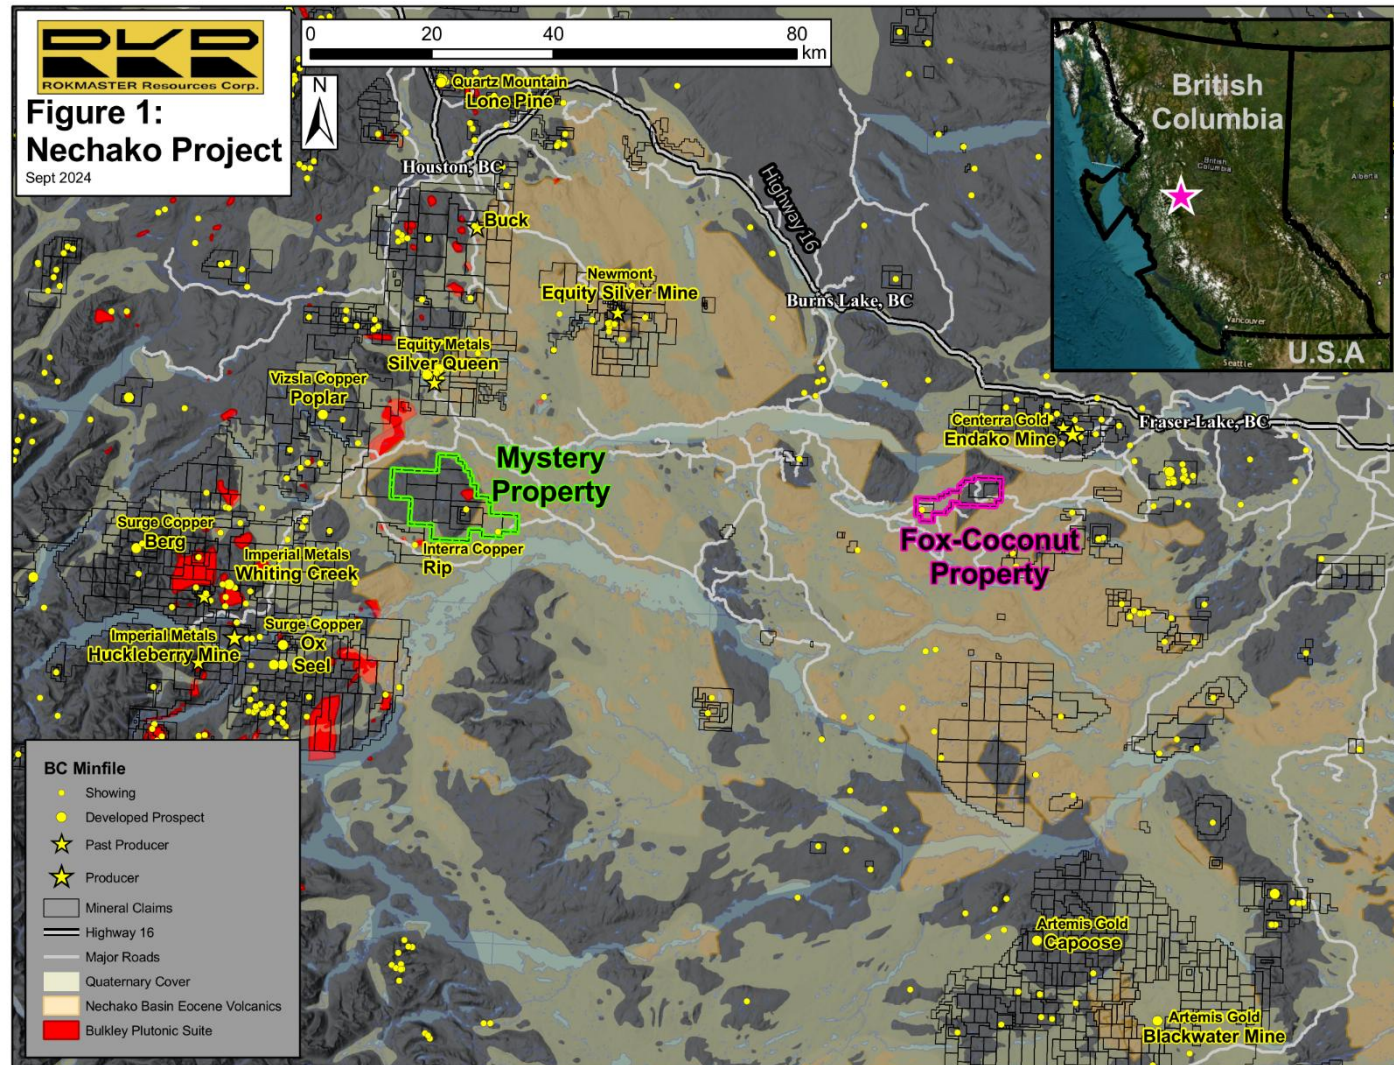 RKR
ROKMASTER Resources Corp.
Figure 1:
Nechako Project
Sept 2024
0 20 40 80
km
N
Quartz Mountain
Lone Pine
Houston, BC
Highway 16
Buck
Newmont
Equity Silver Mine
Burns Lake, BC
Equity Metals
Silver Queen
Vizsla Copper
Poplar
Centerra Gold
Endako Mine
Fraser Lake, BC
Mystery
Property
Fox-Coconut
Property
Surge Copper
Berg
Imperial Metals
Whiting Creek
Interra Copper
Rip
Imperial Metals
Huckleberry Mine
Surge Copper
Ox
Seel
Artemis Gold
Capoose
Artemis Gold
Blackwater Mine
British
Columbia
British
Columbia
Alberta
Vancouver
Seattle
U.S.A
BC Minfile
Showing
Developed Prospect
Past Producer
Producer
Mineral Claims
Highway 16
Major Roads
Quaternary Cover
Nechako Basin Eocene Volcanics
Bulkley Plutonic Suite